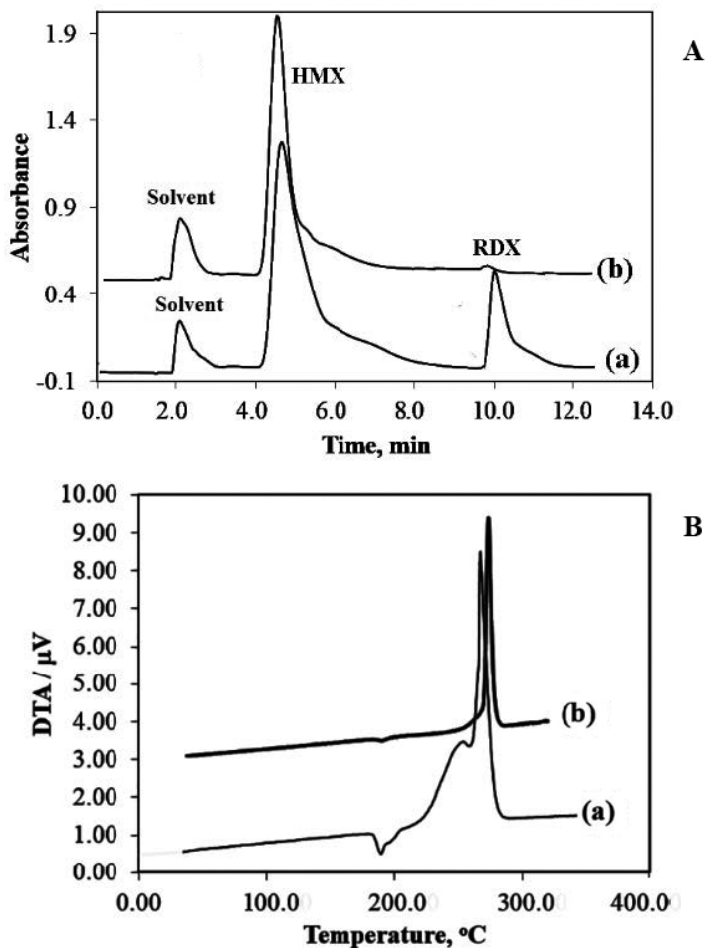 A
1.9
1.4
0.9
0.4
-0.1
Absorbance
HMX
Solvent
RDX
(b)
Solvent
(a)
0.0 2.0 4.0 6.0 8.0 10.0 12.0 14.0
Time, min
B
10.00
9.00
8.00
7.00
6.00
5.00
4.00
3.00
2.00
1.00
0.00
DTA / µV
(b)
(a)
0.00 100.00 200.00 300.00 400.0
Temperature, °C